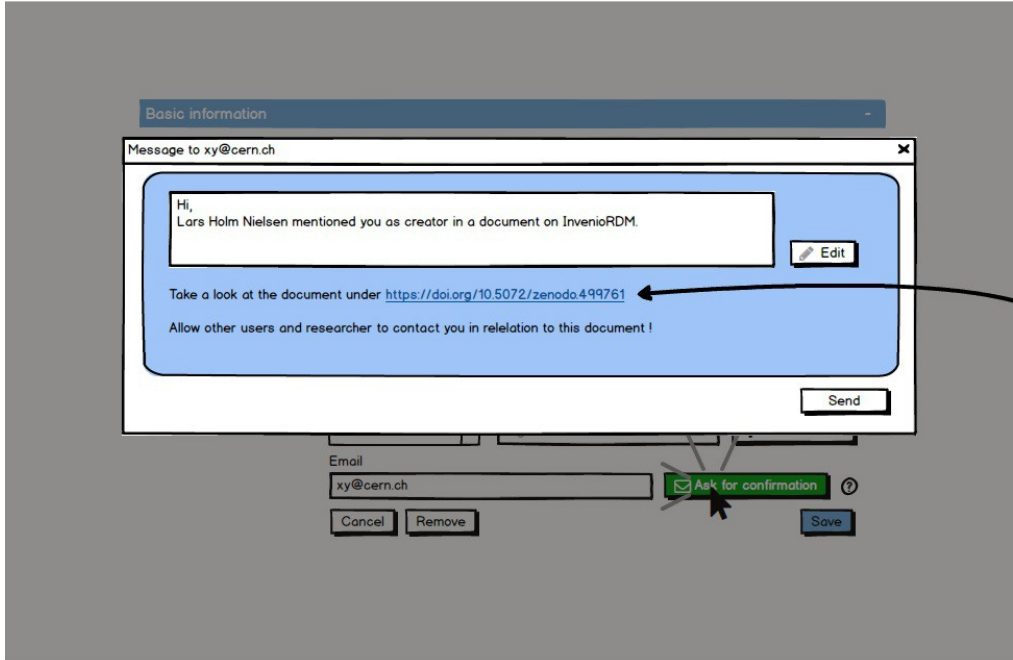 Basic information
Message to xy@cern.ch
Hi,
Lars Holm Nielsen mentioned you as creator in a document on InvenioRDM.
Edit
Take a look at the document under https://doi.org/10.5072/zenodo.499761
Allow other users and researcher to contact you in relelation to this document !
Send
Email
xy@cern.ch
Ask for confirmation
?
Cancel
Remove
Save